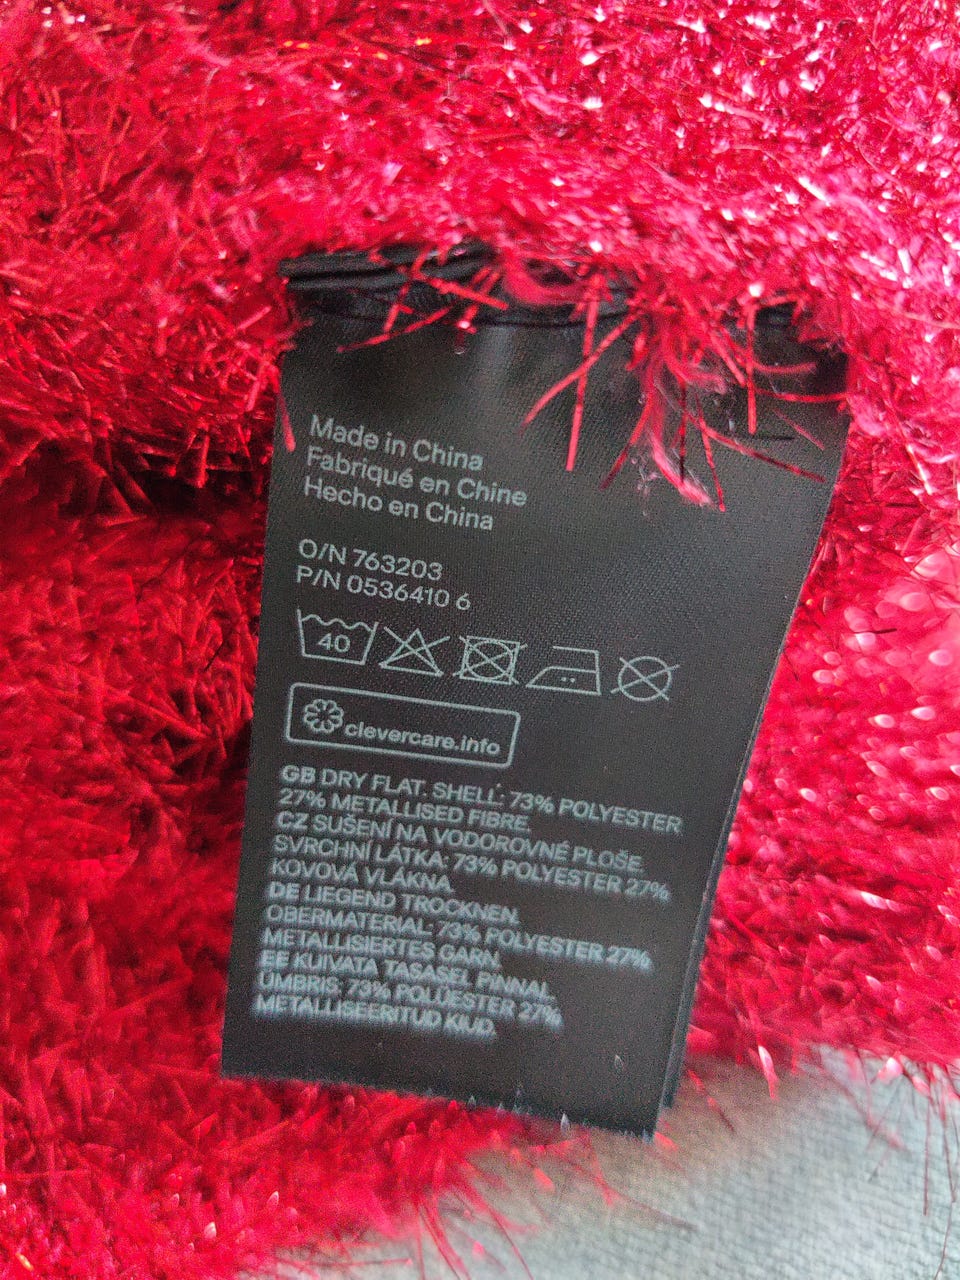 Made in China
Fabriqué en Chine
Hecho en China
O/N 763203
P/N 0536410 6
40
clevercare.info
GB DRY FLAT. SHELL: 73% POLYESTER
27% METALLISED FIBRE.
CZ SUŠENÍ NA VODOROVNÉ PLOŠE.
SVRCHNÍ LÁTKA: 73% POLYESTER 27%
KOVOVÁ VLÁKNA.
DE LIEGEND TROCKNEN.
OBERMATERIAL: 73% POLYESTER 27%
METALLISIERTES GARN.
EE KUIVATA TASASEL PINNAL.
ÜMBRIS: 73% POLÜESTER 27%
METALLISEERITUD KIUD.